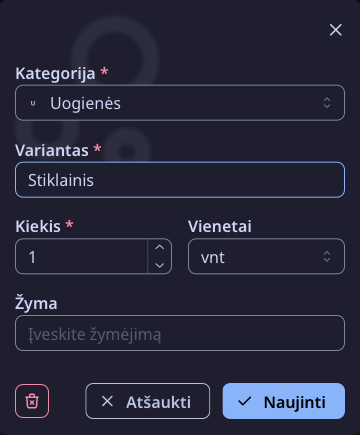 Kategorija *
υ Uogienės
Variantas *
Stiklainis
Kiekis * Vienetai
1 vnt
Žyma
Įveskite žymėjimą
Atšaukti Naujinti